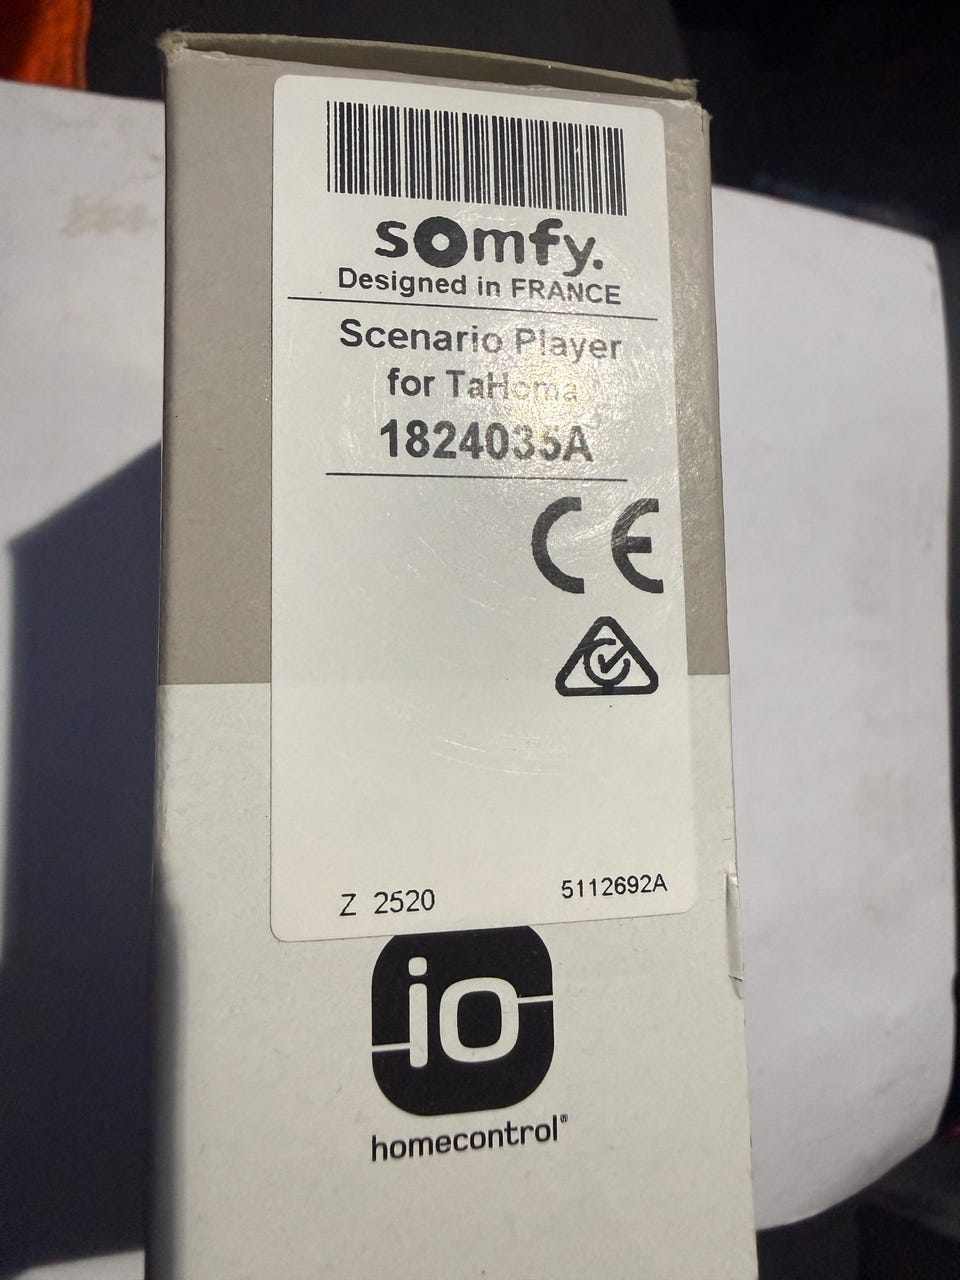 somfy.
Designed in FRANCE
Scenario Player
for TaHoma
1824035A
CE
Z 2520
5112692A
io
homecontrol®